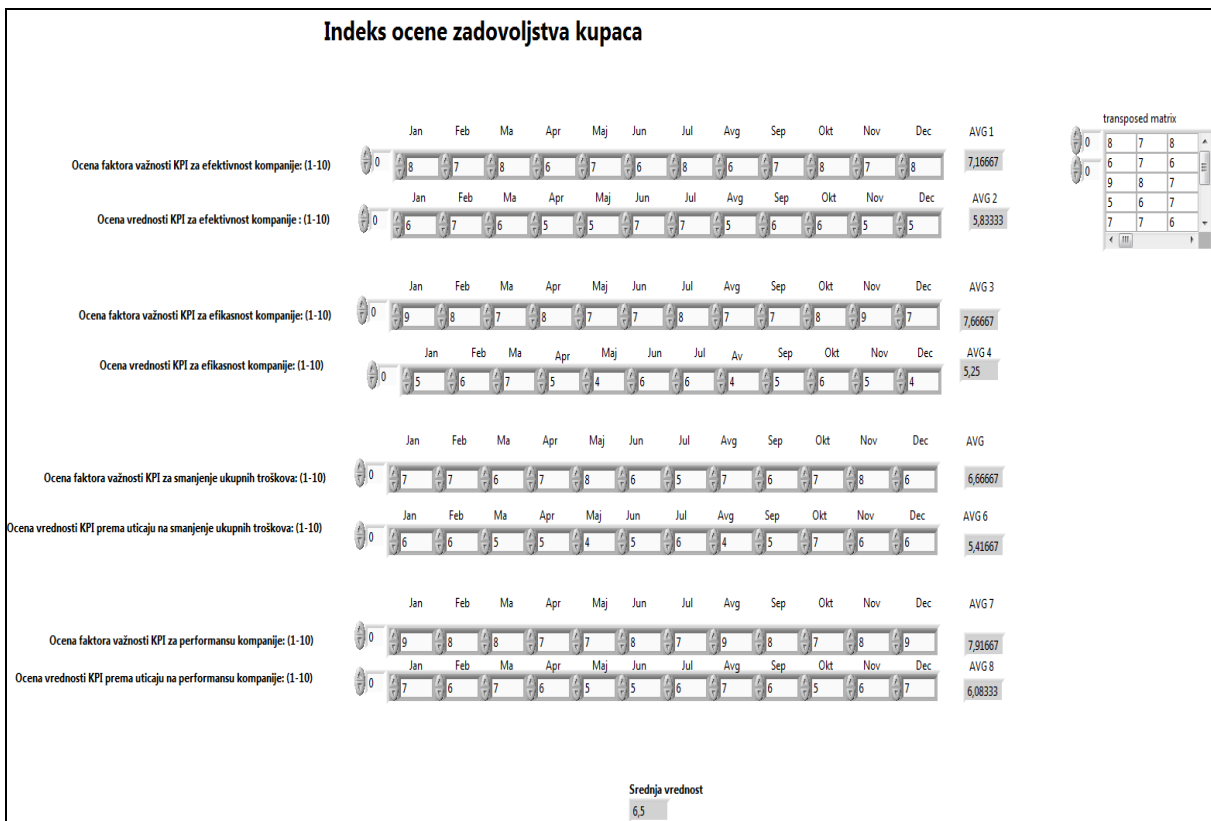 Indeks ocene zadovoljstva kupaca
transposed matrix
0 8 7 8
0 6 7 6
9 8 7
5 6 7
7 7 6
Jan Feb Ma Apr Maj Jun Jul Avg Sep Okt Nov Dec AVG 1
Ocena faktora važnosti KPI za efektivnost kompanije: (1-10) 0 8 7 8 6 7 6 8 6 7 8 7 8 7,16667
Jan Feb Ma Apr Maj Jun Jul Avg Sep Okt Nov Dec AVG 2
Ocena vrednosti KPI za efektivnost kompanije : (1-10) 0 6 7 6 5 5 7 7 5 6 6 5 5 5,83333
Jan Feb Ma Apr Maj Jun Jul Avg Sep Okt Nov Dec AVG 3
Ocena faktora važnosti KPI za efikasnost kompanije: (1-10) 0 9 8 7 8 7 7 8 7 7 8 9 7 7,66667
Jan Feb Ma Apr Maj Jun Jul Av Sep Okt Nov Dec AVG 4
Ocena vrednosti KPI za efikasnost kompanije: (1-10) 0 5 6 7 5 4 6 6 4 5 6 5 4 5,25
Jan Feb Ma Apr Maj Jun Jul Avg Sep Okt Nov Dec AVG
Ocena faktora važnosti KPI za smanjenje ukupnih troškova: (1-10) 0 7 7 6 7 8 6 5 7 6 7 8 6 6,66667
Jan Feb Ma Apr Maj Jun Jul Avg Sep Okt Nov Dec AVG 6
Ocena vrednosti KPI prema uticaju na smanjenje ukupnih troškova: (1-10) 0 6 6 5 5 4 5 6 4 5 7 6 6 5,41667
Jan Feb Ma Apr Maj Jun Jul Avg Sep Okt Nov Dec AVG 7
Ocena faktora važnosti KPI za performansu kompanije: (1-10) 0 9 8 8 7 7 8 7 9 8 7 8 9 7,91667
Jan Feb Ma Apr Maj Jun Jul Avg Sep Okt Nov Dec AVG 8
Ocena vrednosti KPI prema uticaju na performansu kompanije: (1-10) 0 7 6 7 6 5 5 6 7 6 5 6 7 6,08333
Srednja vrednost
6,5